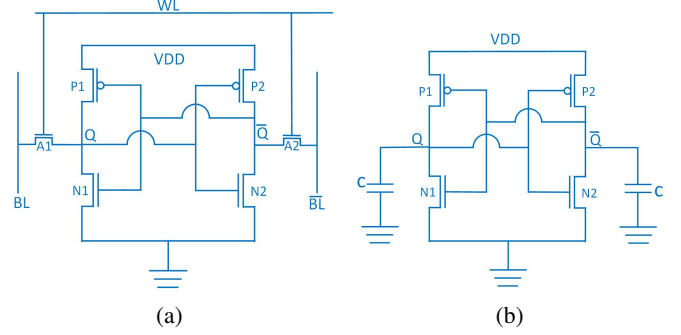 WL
VDD
P1
P2
Q
Q̅
A1
A2
N1
N2
BL
B̅L̅
(a)
VDD
P1
P2
Q
Q̅
C
N1
N2
C
(b)